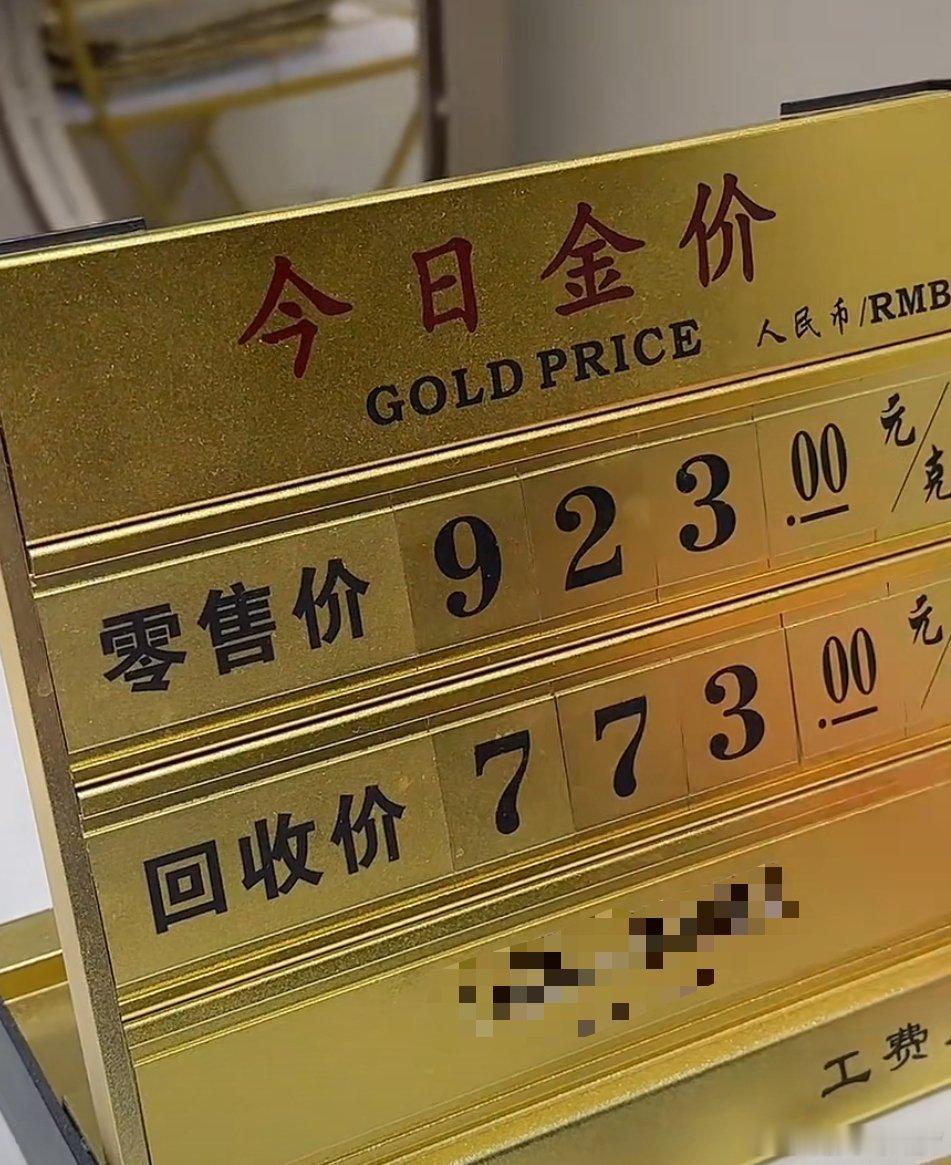 今日金价
GOLD PRICE 人民币/RMB
零售价 923.00 元/克
回收价 773.00 元/
工费